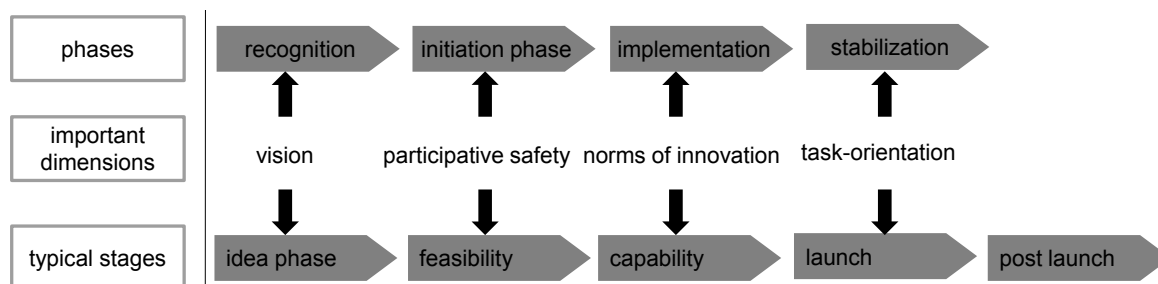 phases
recognition
initiation phase
implementation
stabilization
important
dimensions
vision
participative safety
norms of innovation
task-orientation
typical stages
idea phase
feasibility
capability
launch
post launch